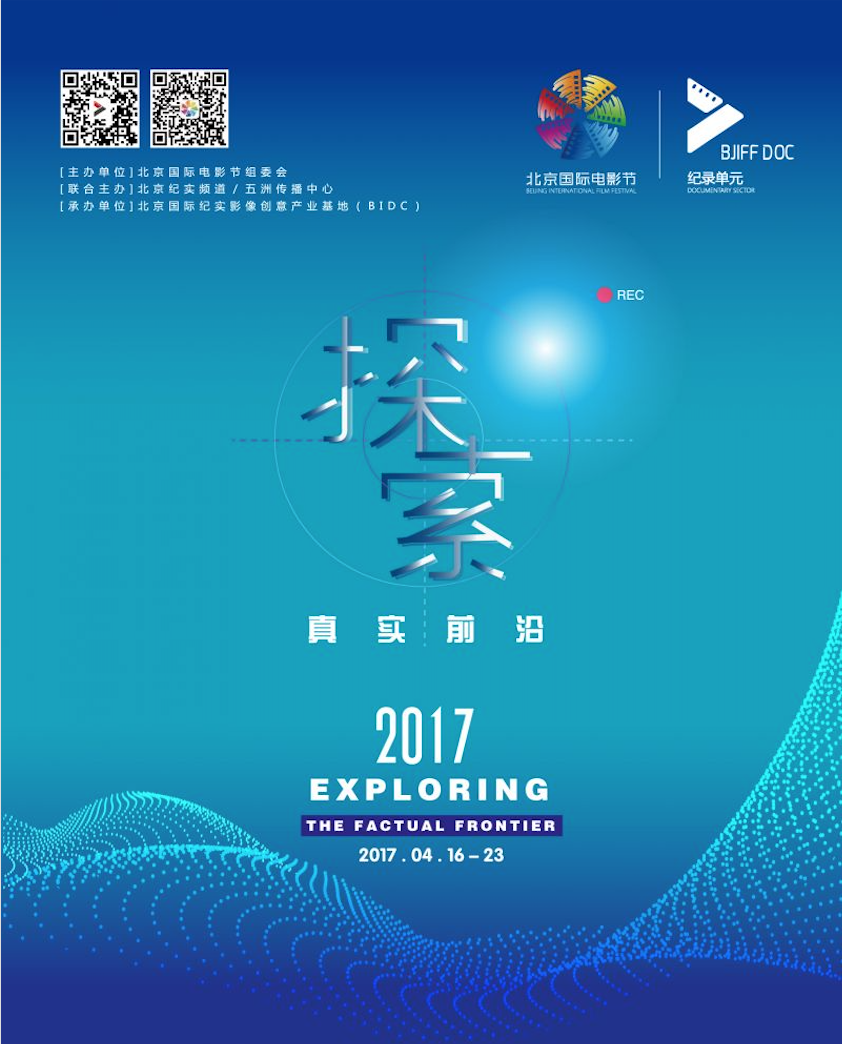 [主办单位]北京国际电影节组委会
[联合主办]北京纪实频道/五洲传播中心
[承办单位]北京国际纪实影像创意产业基地(BIDC)
北京国际电影节
BEIJING INTERNATIONAL FILM FESTIVAL
BJIFF DOC
纪录单元
DOCUMENTARY SECTOR
REC
探索
真实前沿
2017
EXPLORING
THE FACTUAL FRONTIER
2017.04.16–23